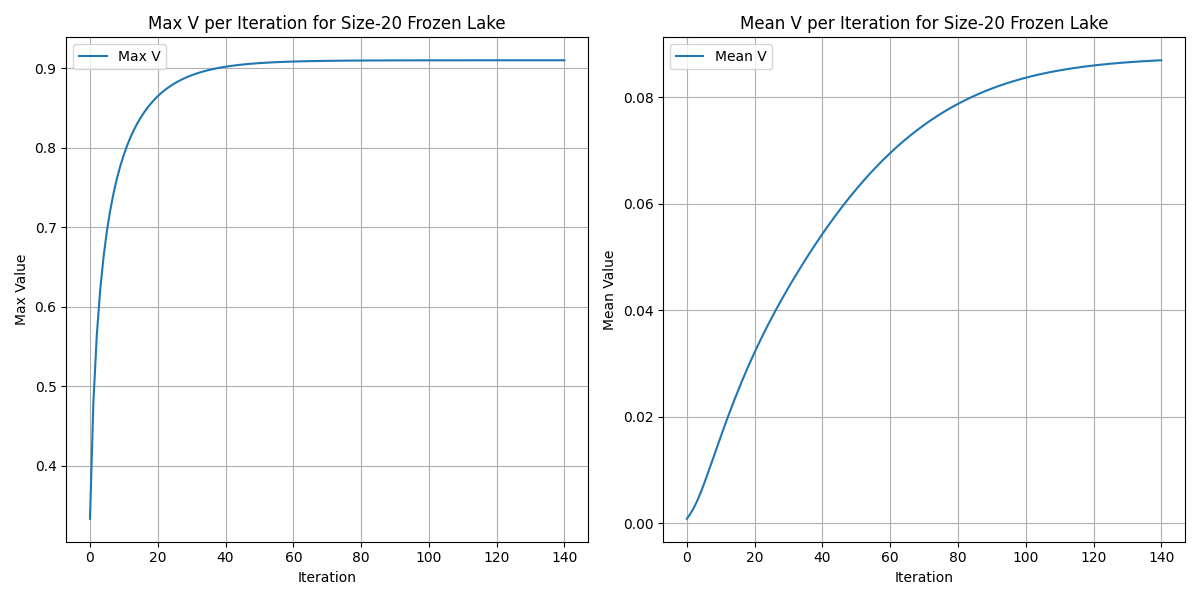 Max V per Iteration for Size-20 Frozen Lake
Max V
Max Value
0.9
0.8
0.7
0.6
0.5
0.4
0 20 40 60 80 100 120 140
Iteration
Mean V per Iteration for Size-20 Frozen Lake
Mean V
Mean Value
0.08
0.06
0.04
0.02
0.00
0 20 40 60 80 100 120 140
Iteration